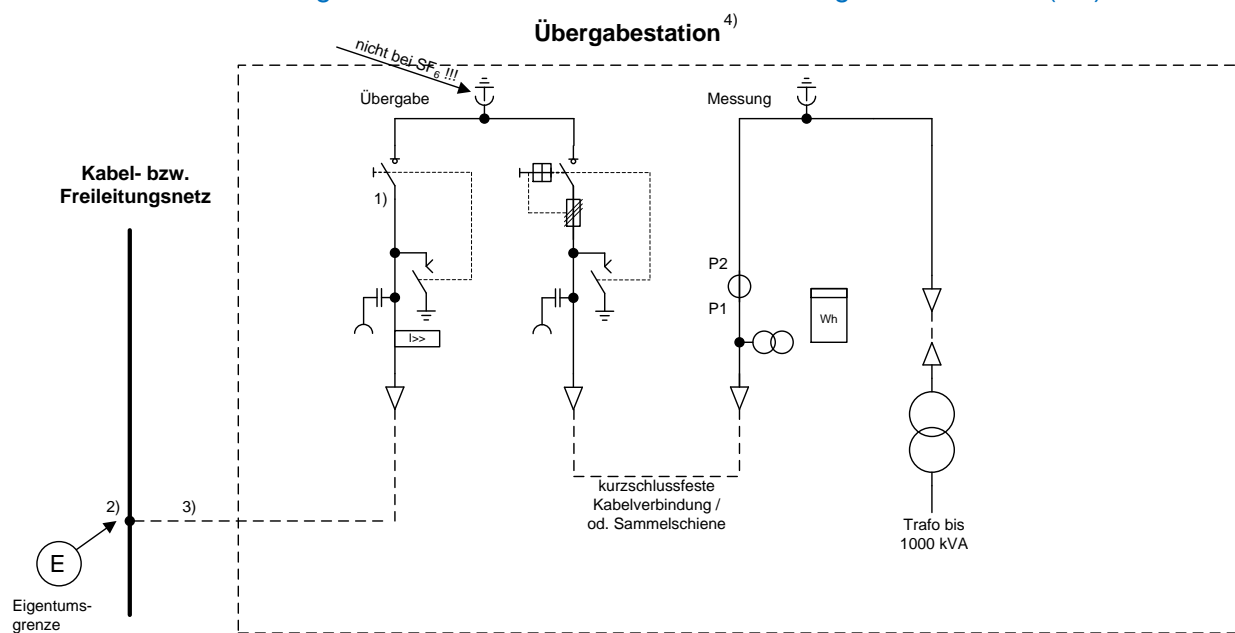 Übergabestation 4)
nicht bei SF6 !!!
Übergabe
Messung
Kabel- bzw.
Freileitungsnetz
1)
P2
P1
Wh
I>>
2)
3)
kurzschlussfeste
Kabelverbindung /
od. Sammelschiene
E
Trafo bis
1000 kVA
Eigentums-
grenze